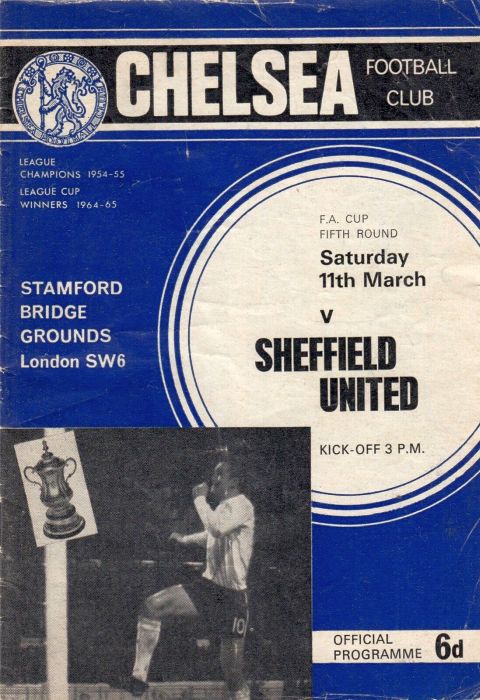 CHELSEA
FOOTBALL
CLUB
LEAGUE
CHAMPIONS 1954-55
LEAGUE CUP
WINNERS 1964-65
F.A. CUP
FIFTH ROUND
Saturday
11th March
v
SHEFFIELD
UNITED
KICK-OFF 3 P.M.
STAMFORD
BRIDGE
GROUNDS
London SW6
10
OFFICIAL
PROGRAMME 6d